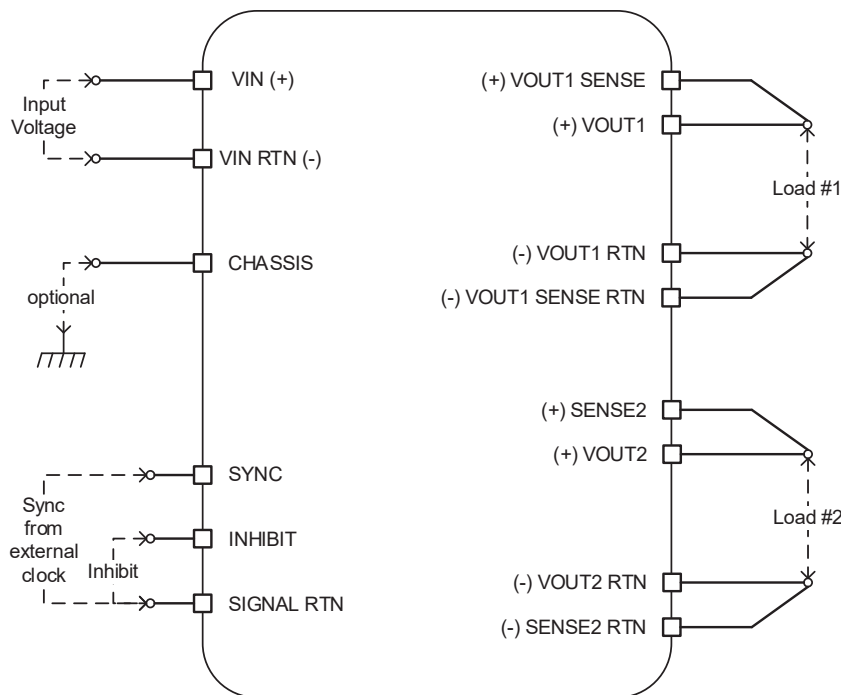 VIN (+)
Input
Voltage
VIN RTN (-)
CHASSIS
optional
SYNC
Sync
from
external
clock
INHIBIT
Inhibit
SIGNAL RTN
(+) VOUT1 SENSE
(+) VOUT1
Load #1
(-) VOUT1 RTN
(-) VOUT1 SENSE RTN
(+) SENSE2
(+) VOUT2
Load #2
(-) VOUT2 RTN
(-) SENSE2 RTN